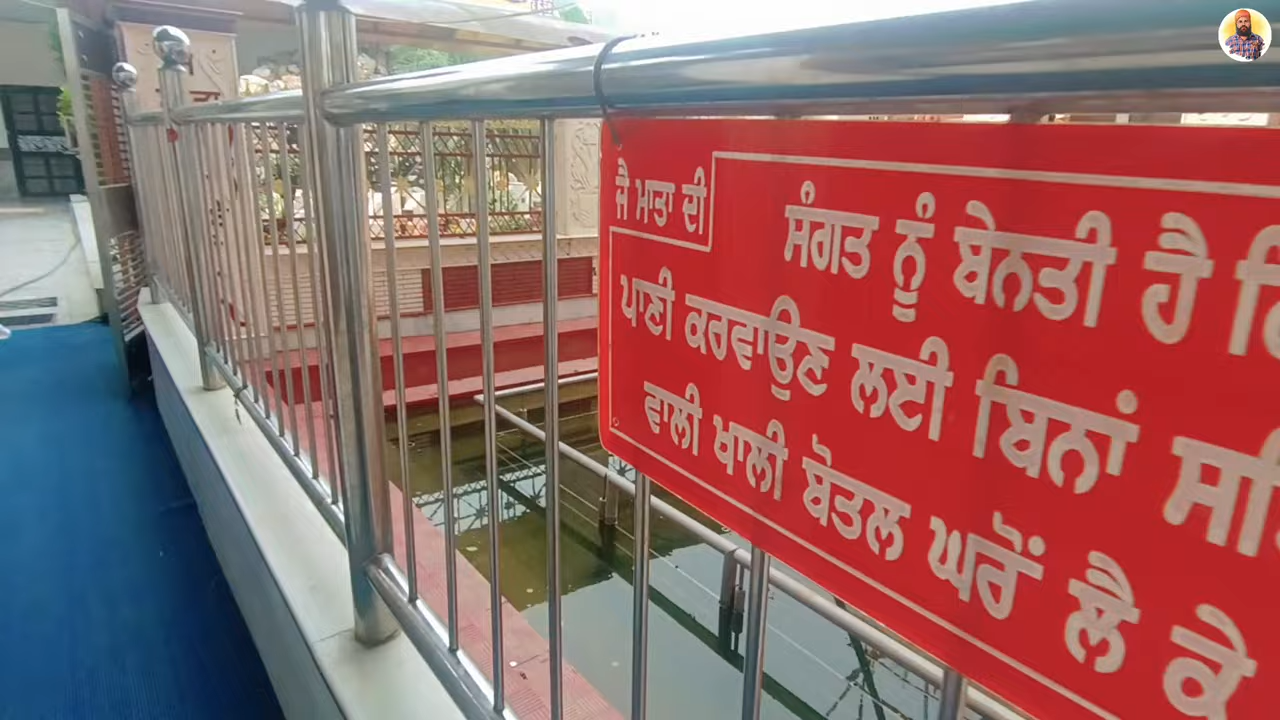 ਜੈ ਮਾਤਾ ਦੀ
ਸੰਗਤ ਨੂੰ ਬੇਨਤੀ ਹੈ
ਪਾਣੀ ਕਰਵਾਉਣ ਲਈ ਬਿਨਾਂ
ਵਾਲੀ ਖਾਲੀ ਬੋਤਲ ਘਰੋਂ ਲੈ ਕੇ